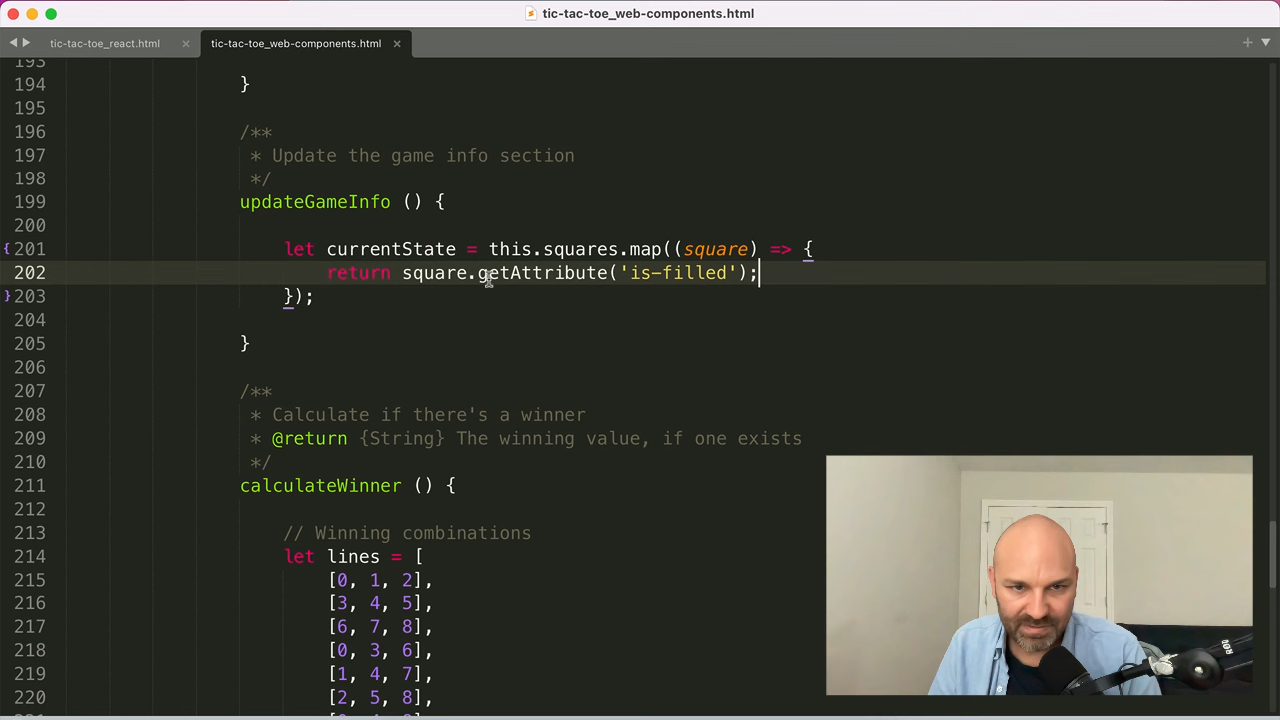 tic-tac-toe_web-components.html
tic-tac-toe_react.html × tic-tac-toe_web-components.html × +
193
194 }
195
196 /**
197 * Update the game info section
198 */
199 updateGameInfo () {
200
201 let currentState = this.squares.map((square) => {
202 return square.getAttribute('is-filled');
203 });
204
205 }
206
207 /**
208 * Calculate if there's a winner
209 * @return {String} The winning value, if one exists
210 */
211 calculateWinner () {
212
213 // Winning combinations
214 let lines = [
215 [0, 1, 2],
216 [3, 4, 5],
217 [6, 7, 8],
218 [0, 3, 6],
219 [1, 4, 7],
220 [2, 5, 8],